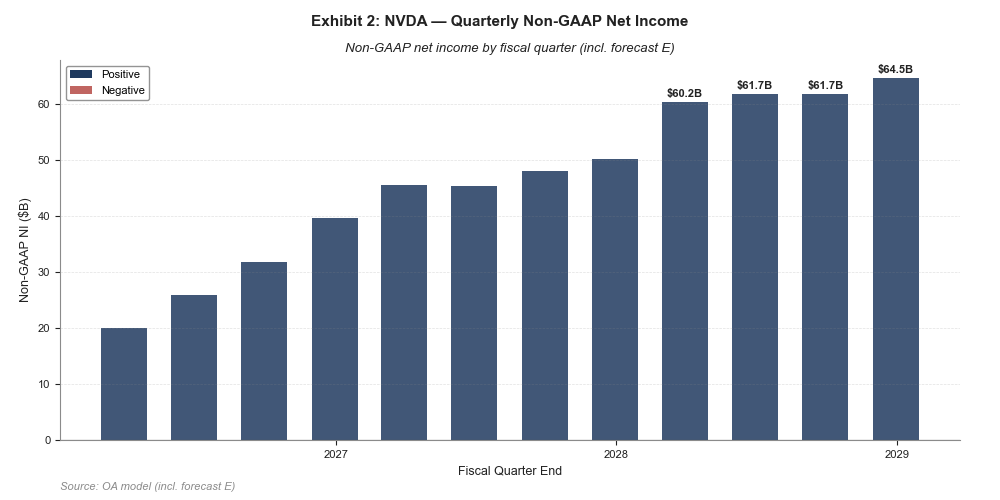 Exhibit 2: NVDA — Quarterly Non-GAAP Net Income
Non-GAAP net income by fiscal quarter (incl. forecast E)
Positive
Negative
$60.2B
$61.7B
$61.7B
$64.5B
60
50
40
30
20
10
0
Non-GAAP NI ($B)
2027
2028
2029
Fiscal Quarter End
Source: OA model (incl. forecast E)